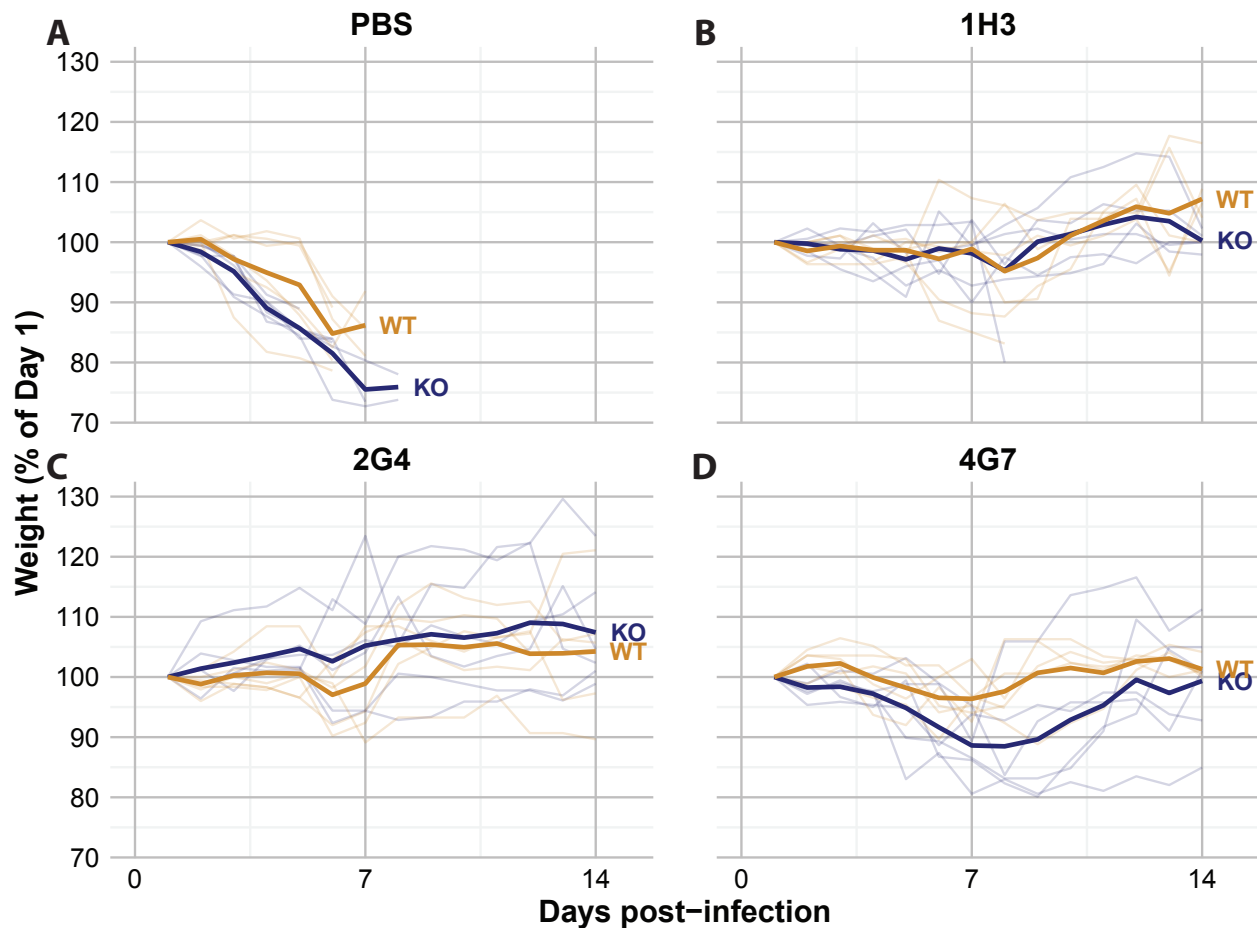 A PBS
B 1H3
130
120
110
100
90
80
70
WT
KO
WT
KO
Weight (% of Day 1)
C 2G4
D 4G7
130
120
110
100
90
80
70
KO
WT
WT
KO
0 7 14
0 7 14
Days post−infection